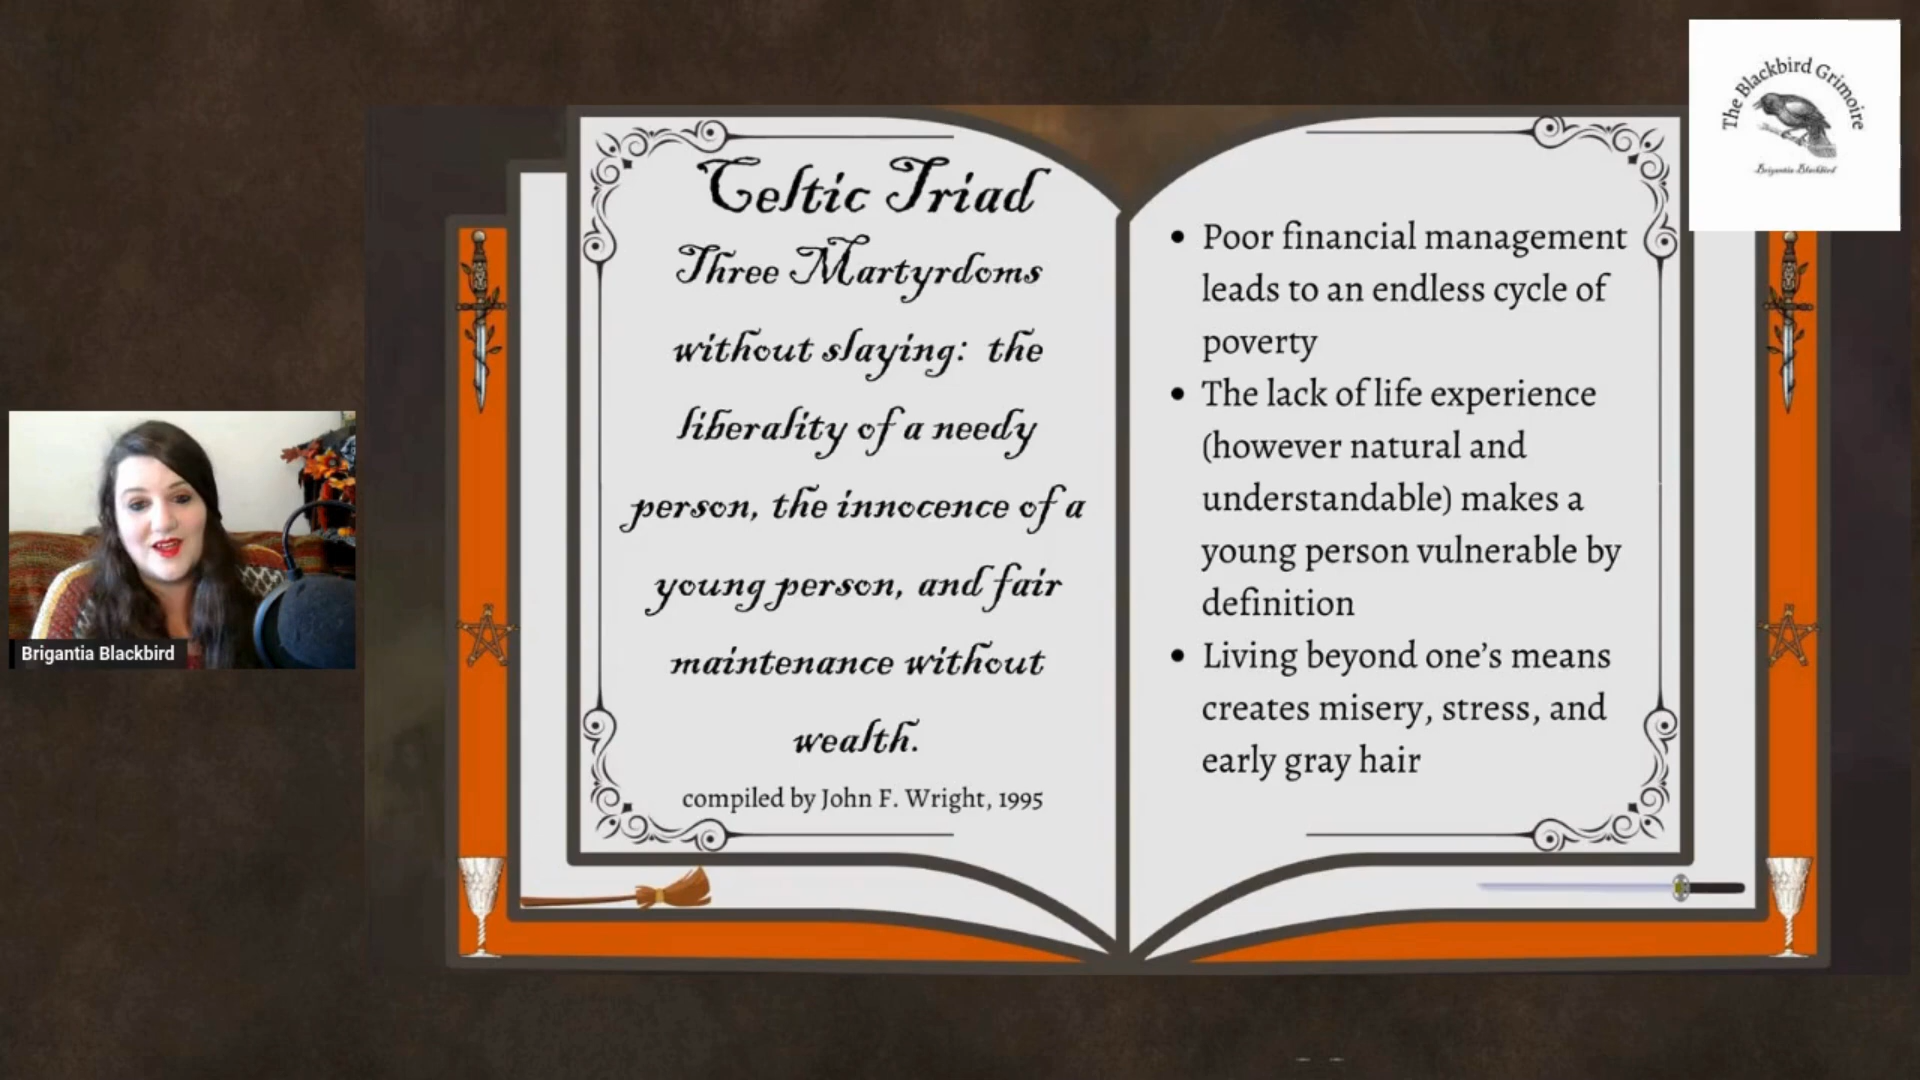 The Blackbird Grimoire
Brigantia Blackbird
Celtic Triad
Three Martyrdoms
without slaying: the
liberality of a needy
person, the innocence of a
young person, and fair
maintenance without
wealth.
compiled by John F. Wright, 1995
• Poor financial management
leads to an endless cycle of
poverty
• The lack of life experience
(however natural and
understandable) makes a
young person vulnerable by
definition
• Living beyond one's means
creates misery, stress, and
early gray hair
Brigantia Blackbird